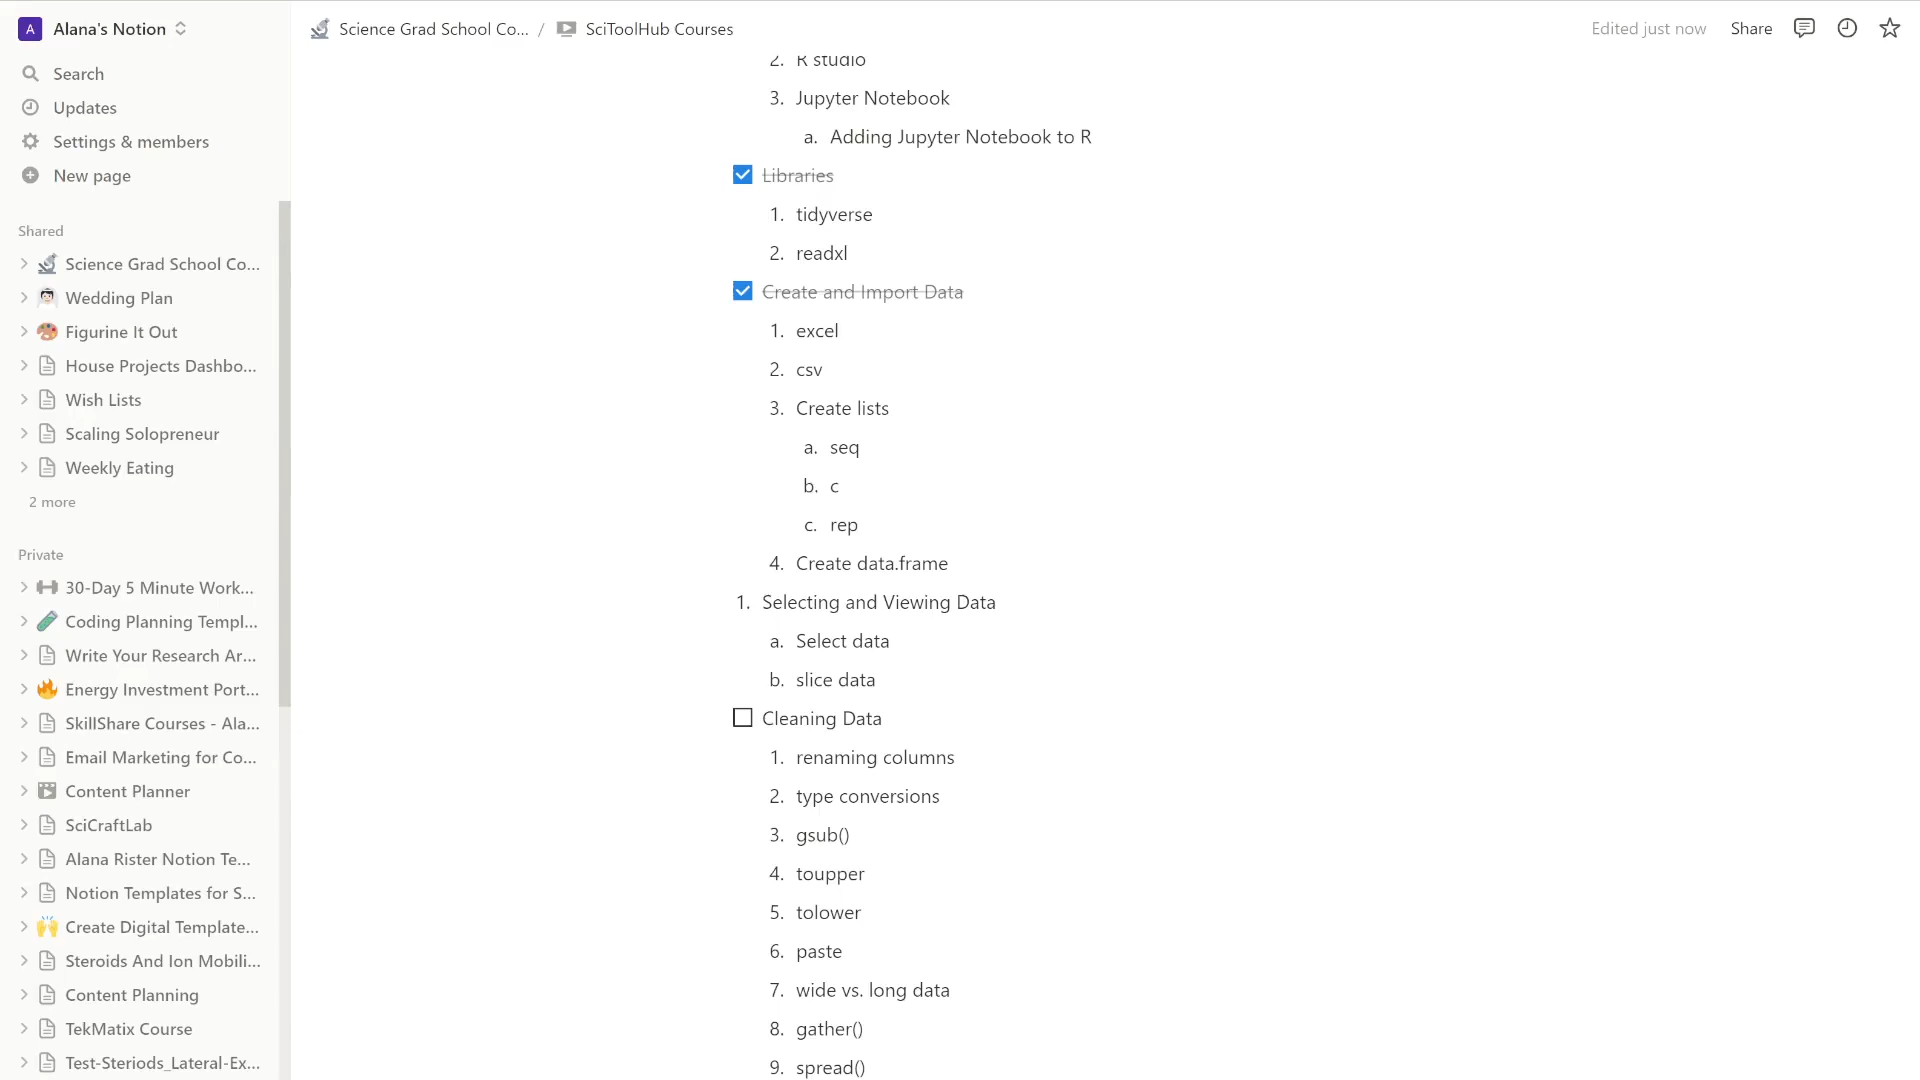 A Alana's Notion
Science Grad School Co... / SciToolHub Courses
Edited just now Share
Search
Updates
Settings & members
New page
Shared
Science Grad School Co...
Wedding Plan
Figurine It Out
House Projects Dashbo...
Wish Lists
Scaling Solopreneur
Weekly Eating
2 more
Private
30-Day 5 Minute Work...
Coding Planning Templ...
Write Your Research Ar...
Energy Investment Port...
SkillShare Courses - Ala...
Email Marketing for Co...
Content Planner
SciCraftLab
Alana Rister Notion Te...
Notion Templates for S...
Create Digital Template...
Steroids And Ion Mobili...
Content Planning
TekMatix Course
Test-Steriods_Lateral-Ex...
2. R studio
3. Jupyter Notebook
a. Adding Jupyter Notebook to R
Libraries
1. tidyverse
2. readxl
Create and Import Data
1. excel
2. csv
3. Create lists
a. seq
b. c
c. rep
4. Create data.frame
1. Selecting and Viewing Data
a. Select data
b. slice data
Cleaning Data
1. renaming columns
2. type conversions
3. gsub()
4. toupper
5. tolower
6. paste
7. wide vs. long data
8. gather()
9. spread()